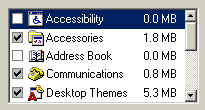 Accessibility 0.0 MB
Accessories 1.8 MB
Address Book 0.0 MB
Communications 0.8 MB
Desktop Themes 5.3 MB